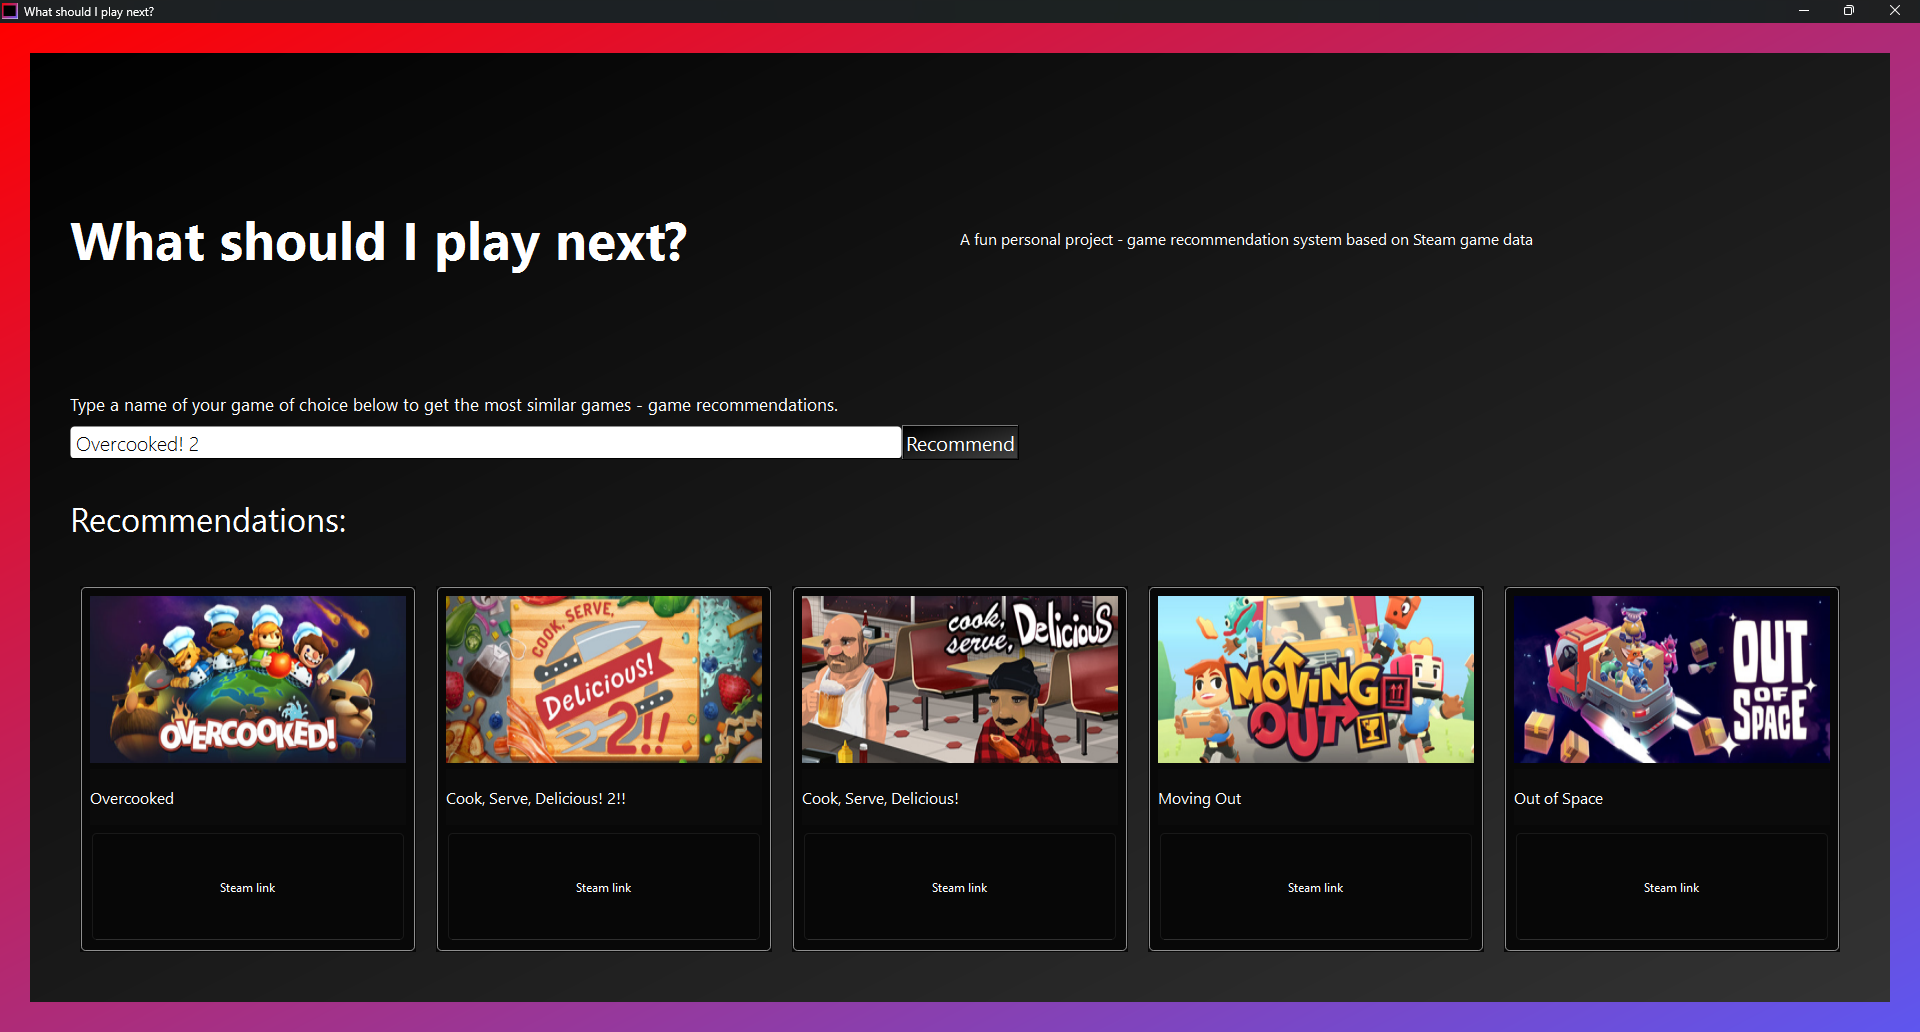 What should I play next?
What should I play next?
A fun personal project - game recommendation system based on Steam game data
Type a name of your game of choice below to get the most similar games - game recommendations.
Overcooked! 2
Recommend
Recommendations:
OVERCOOKED!
COOK, SERVE,
Delicious!
2!!
cook,
serve, Delicious
MOVING
OUT
OUT
OF
SPACE
Overcooked
Cook, Serve, Delicious! 2!!
Cook, Serve, Delicious!
Moving Out
Out of Space
Steam link
Steam link
Steam link
Steam link
Steam link